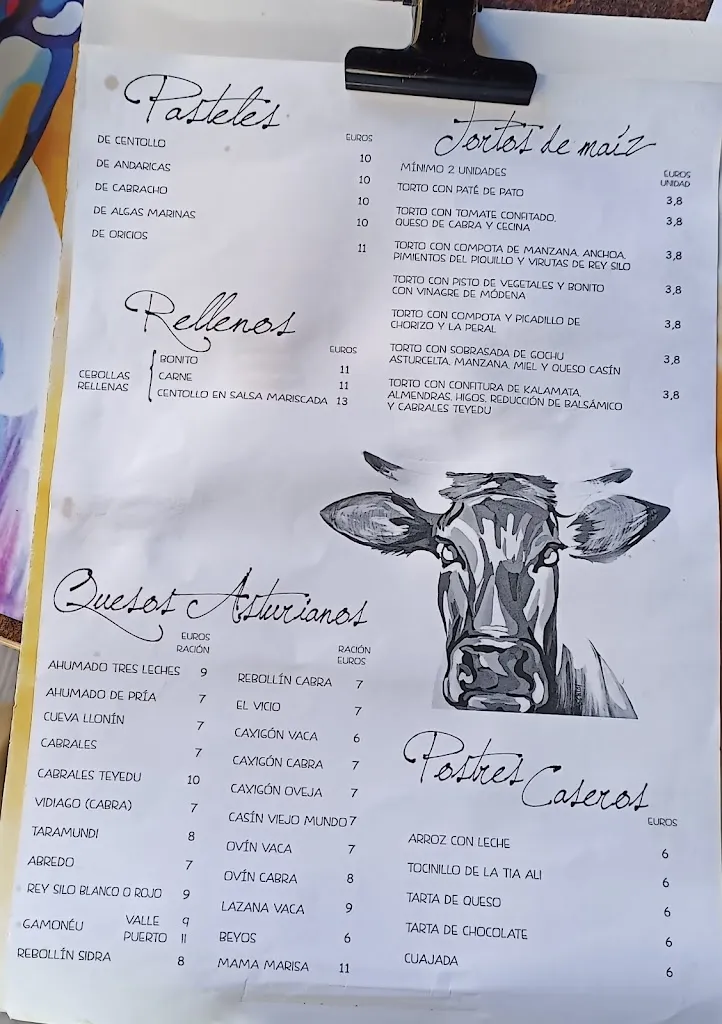 Pasteles
EUROS
DE CENTOLLO 10
DE ANDARICAS 10
DE CABRACHO 10
DE ALGAS MARINAS 10
DE ORICIOS 11
Rellenos
EUROS
CEBOLLAS
RELLENAS
BONITO 11
CARNE 11
CENTOLLO EN SALSA MARISCADA 13
Tortos de maíz
MÍNIMO 2 UNIDADES
EUROS
UNIDAD
TORTO CON PATÉ DE PATO 3,8
TORTO CON TOMATE CONFITADO,
QUESO DE CABRA Y CECINA 3,8
TORTO CON COMPOTA DE MANZANA, ANCHOA,
PIMIENTOS DEL PIQUILLO Y VIRUTAS DE REY SILO 3,8
TORTO CON PISTO DE VEGETALES Y BONITO
CON VINAGRE DE MÓDENA 3,8
TORTO CON COMPOTA Y PICADILLO DE
CHORIZO Y LA PERAL 3,8
TORTO CON SOBRASADA DE GOCHU
ASTURCELTA, MANZANA, MIEL Y QUESO CASÍN 3,8
TORTO CON CONFITURA DE KALAMATA,
ALMENDRAS, HIGOS, REDUCCIÓN DE BALSÁMICO
Y CABRALES TEYEDU 3,8
Quesos Asturianos
EUROS
RACIÓN
AHUMADO TRES LECHES 9
AHUMADO DE PRÍA 7
CUEVA LLONÍN 7
CABRALES 7
CABRALES TEYEDU 10
VIDIAGO (CABRA) 7
TARAMUNDI 8
ABREDO 7
REY SILO BLANCO O ROJO 9
GAMONÉU VALLE 9
PUERTO 11
REBOLLÍN SIDRA 8
RACIÓN
EUROS
REBOLLÍN CABRA 7
EL VICIO 7
CAXIGÓN VACA 6
CAXIGÓN CABRA 7
CAXIGÓN OVEJA 7
CASÍN VIEJO MUNDO 7
OVÍN VACA 7
OVÍN CABRA 8
LAZANA VACA 9
BEYOS 6
MAMA MARISA 11
Postres Caseros
EUROS
ARROZ CON LECHE 6
TOCINILLO DE LA TIA ALI 6
TARTA DE QUESO 6
TARTA DE CHOCOLATE 6
CUAJADA 6